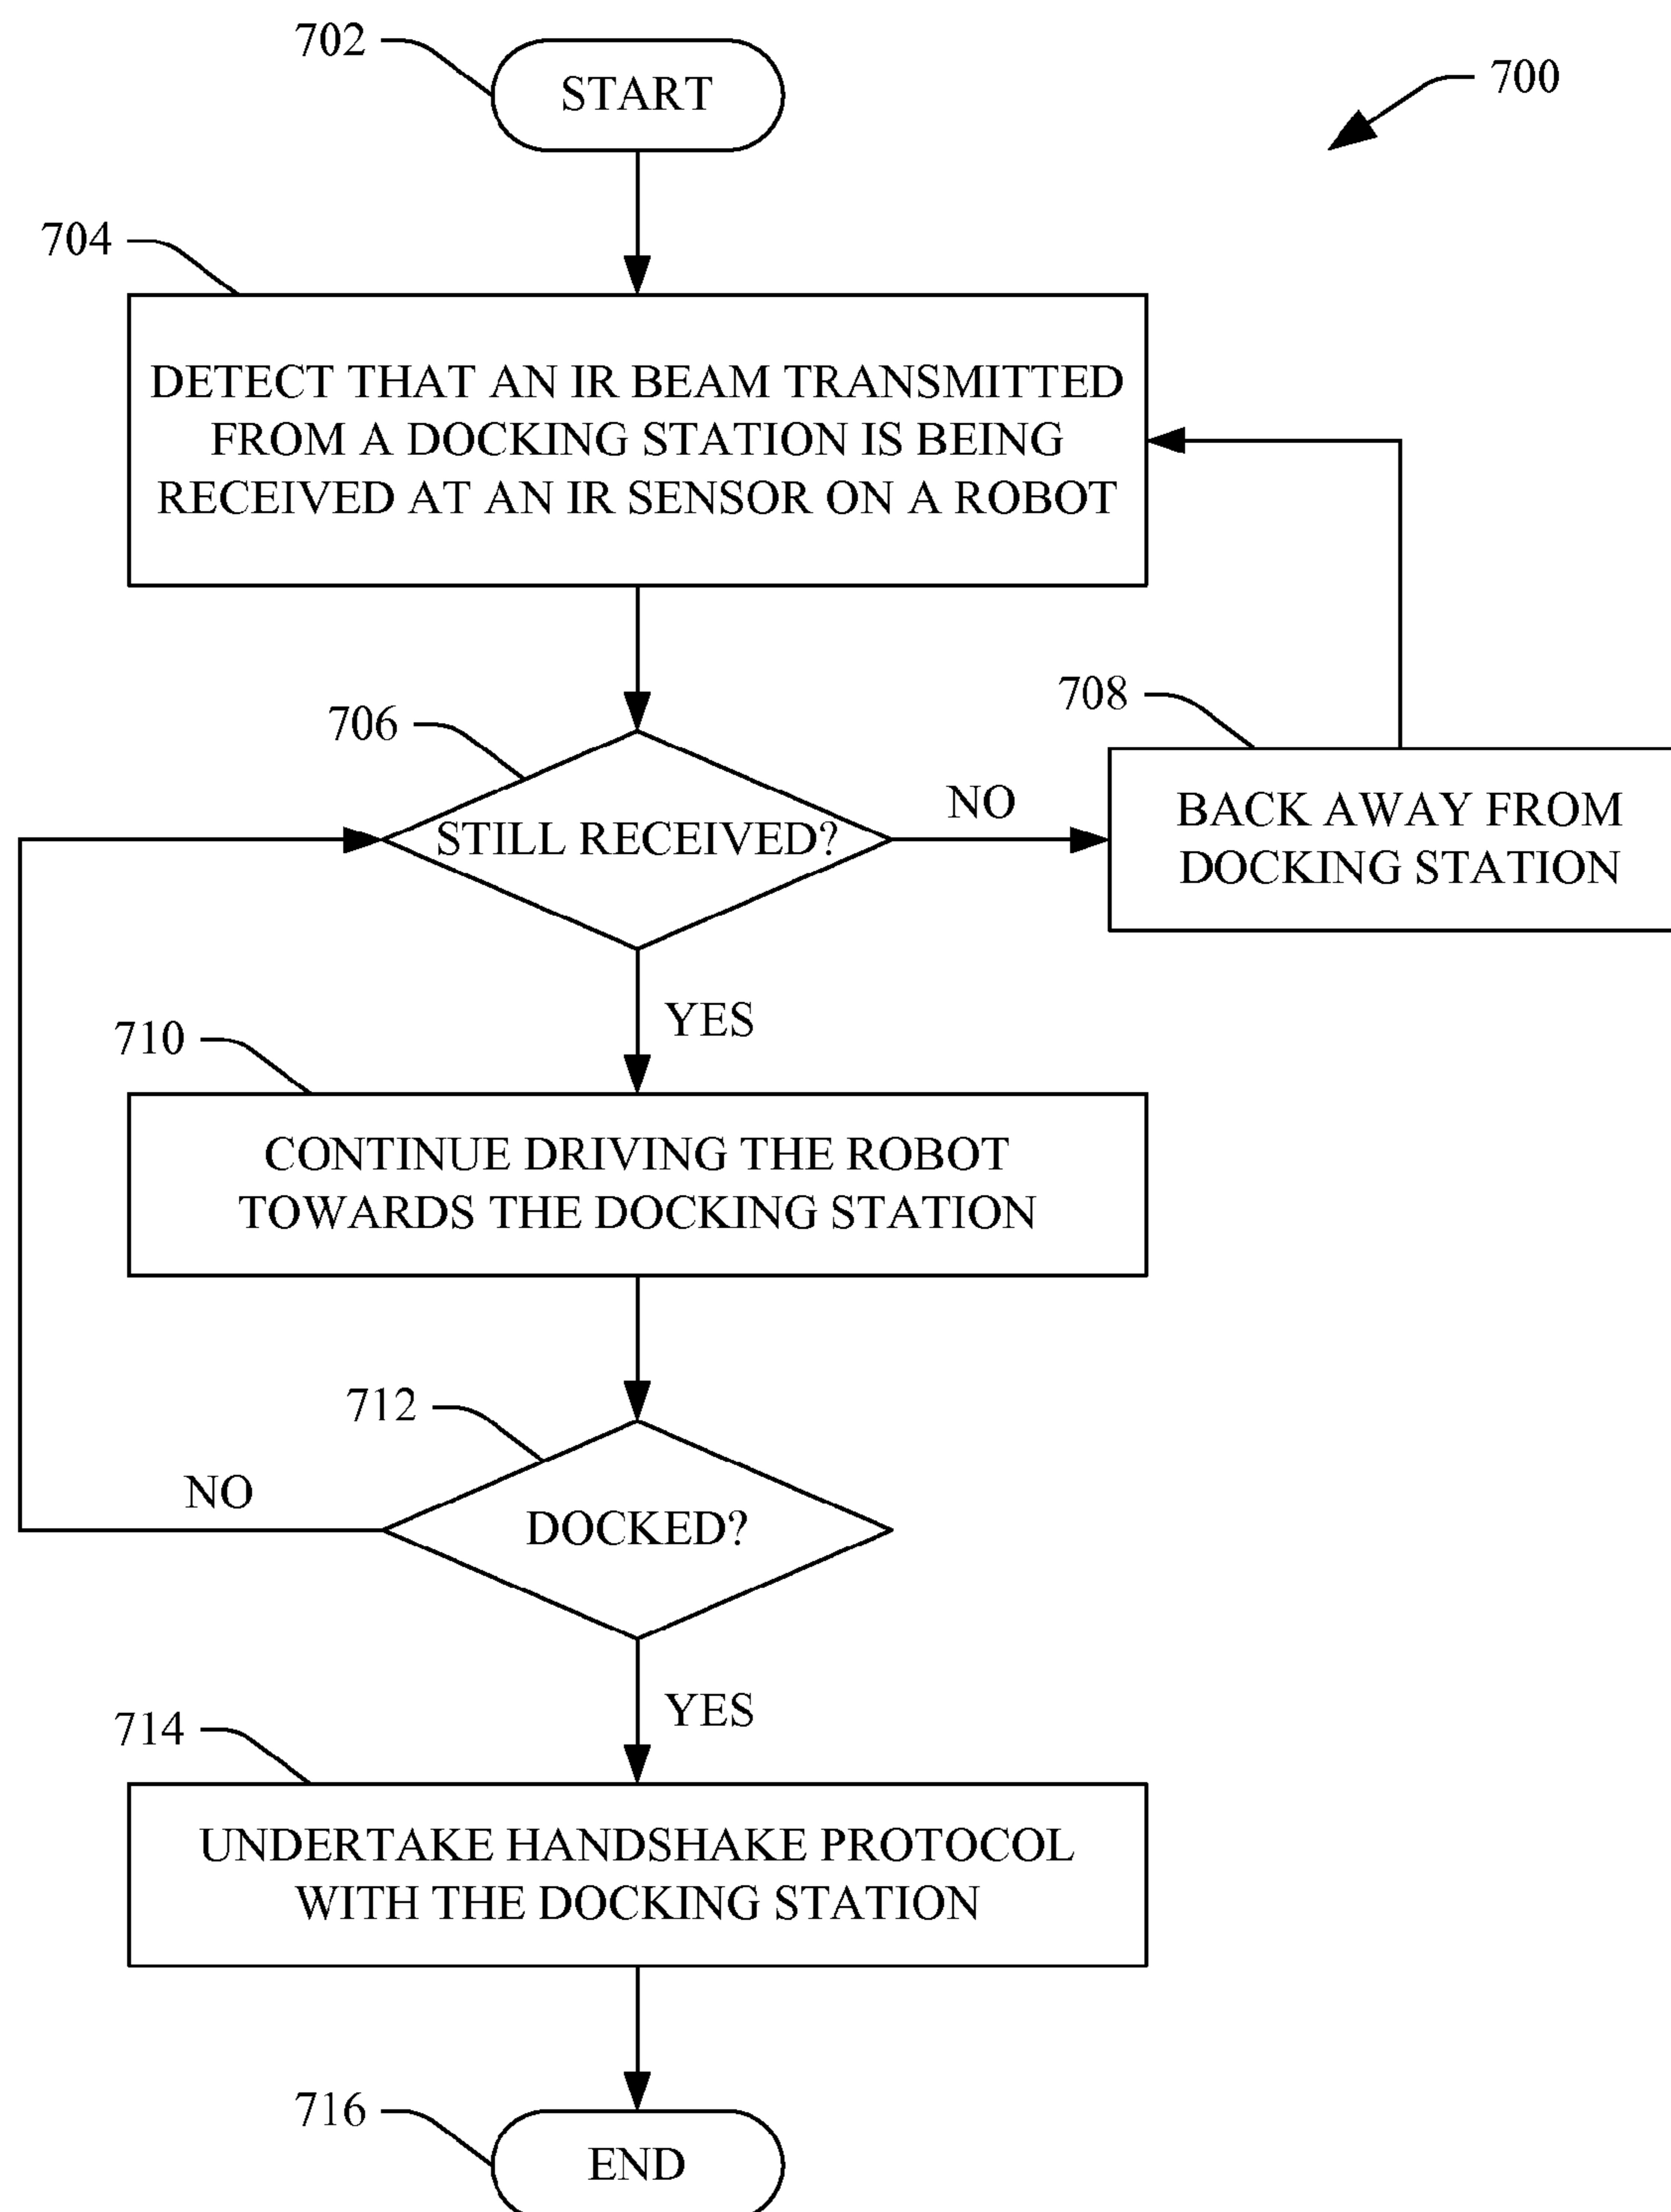 702
START
700
704
DETECT THAT AN IR BEAM TRANSMITTED
FROM A DOCKING STATION IS BEING
RECEIVED AT AN IR SENSOR ON A ROBOT
706
STILL RECEIVED?
NO
708
BACK AWAY FROM
DOCKING STATION
YES
710
CONTINUE DRIVING THE ROBOT
TOWARDS THE DOCKING STATION
712
DOCKED?
NO
YES
714
UNDERTAKE HANDSHAKE PROTOCOL
WITH THE DOCKING STATION
716
END